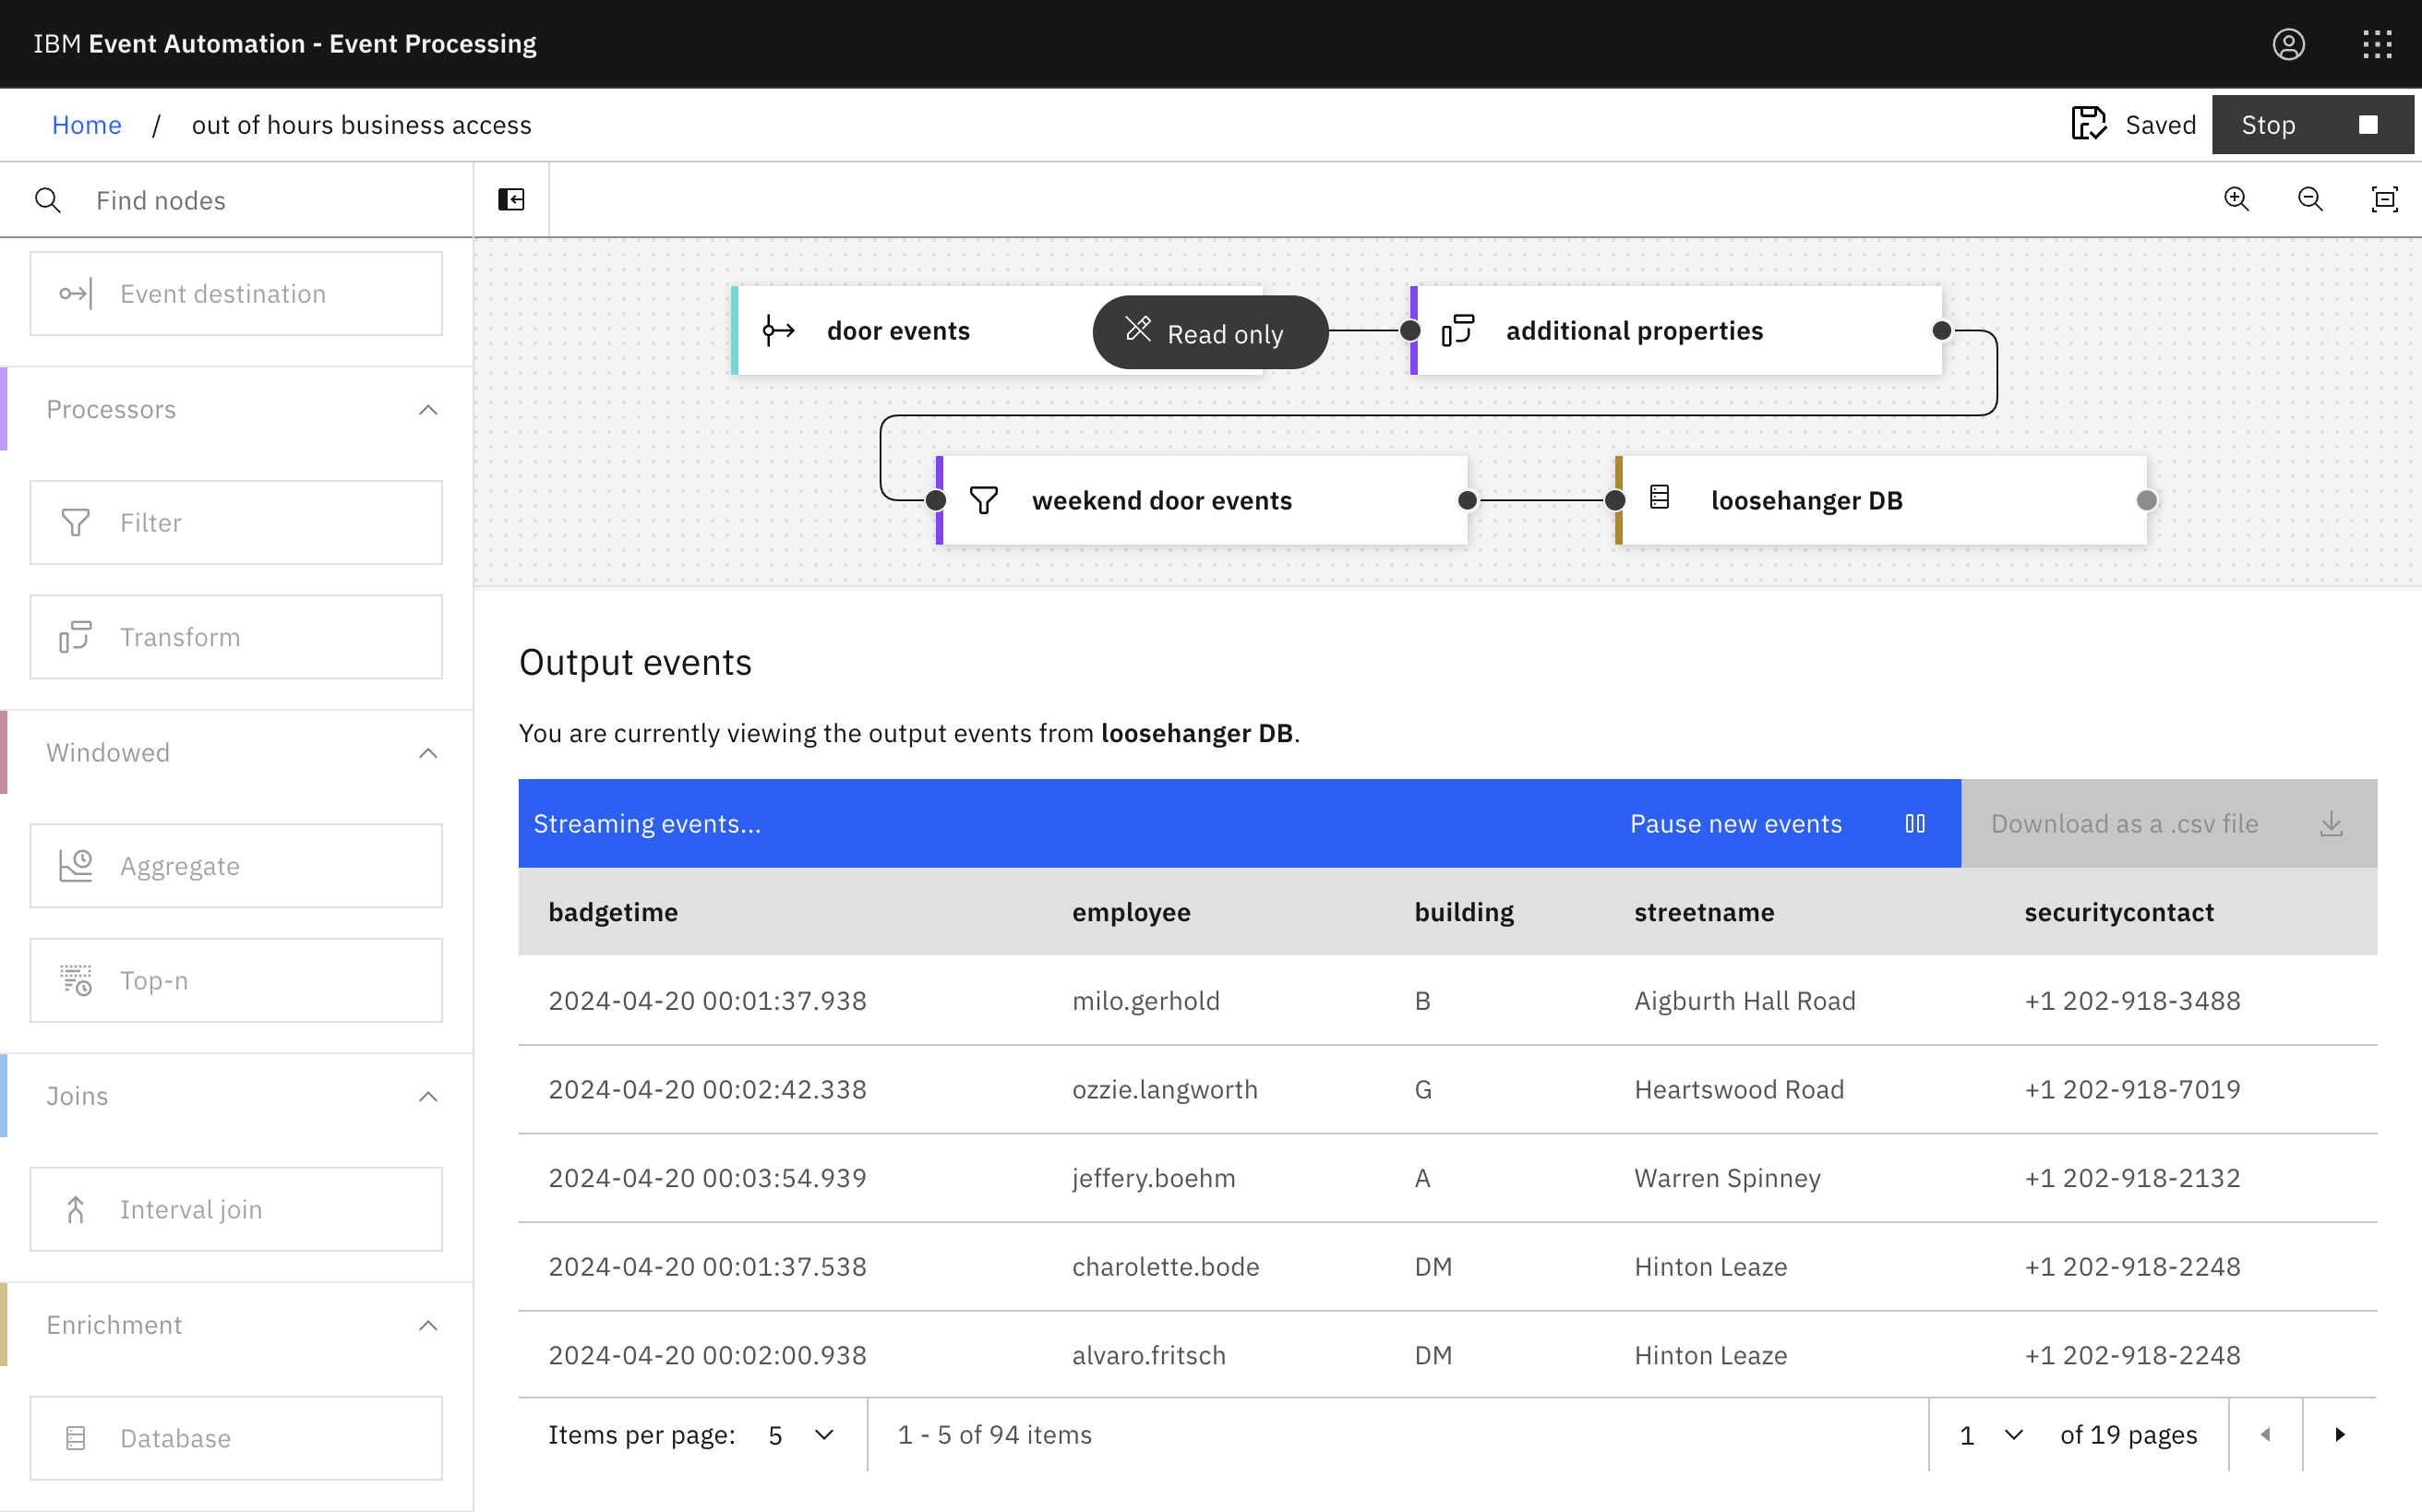 IBM Event Automation - Event Processing
Home / out of hours business access
Saved
Stop
Find nodes
Event destination
Processors
Filter
Transform
Windowed
Aggregate
Top-n
Joins
Interval join
Enrichment
Database
door events
Read only
additional properties
weekend door events
loosehanger DB
Output events
You are currently viewing the output events from loosehanger DB.
Streaming events...
Pause new events
Download as a .csv file
badgetime employee building streetname securitycontact
2024-04-20 00:01:37.938 milo.gerhold B Aigburth Hall Road +1 202-918-3488
2024-04-20 00:02:42.338 ozzie.langworth G Heartswood Road +1 202-918-7019
2024-04-20 00:03:54.939 jeffery.boehm A Warren Spinney +1 202-918-2132
2024-04-20 00:01:37.538 charolette.bode DM Hinton Leaze +1 202-918-2248
2024-04-20 00:02:00.938 alvaro.fritsch DM Hinton Leaze +1 202-918-2248
Items per page: 5 1 - 5 of 94 items 1 of 19 pages